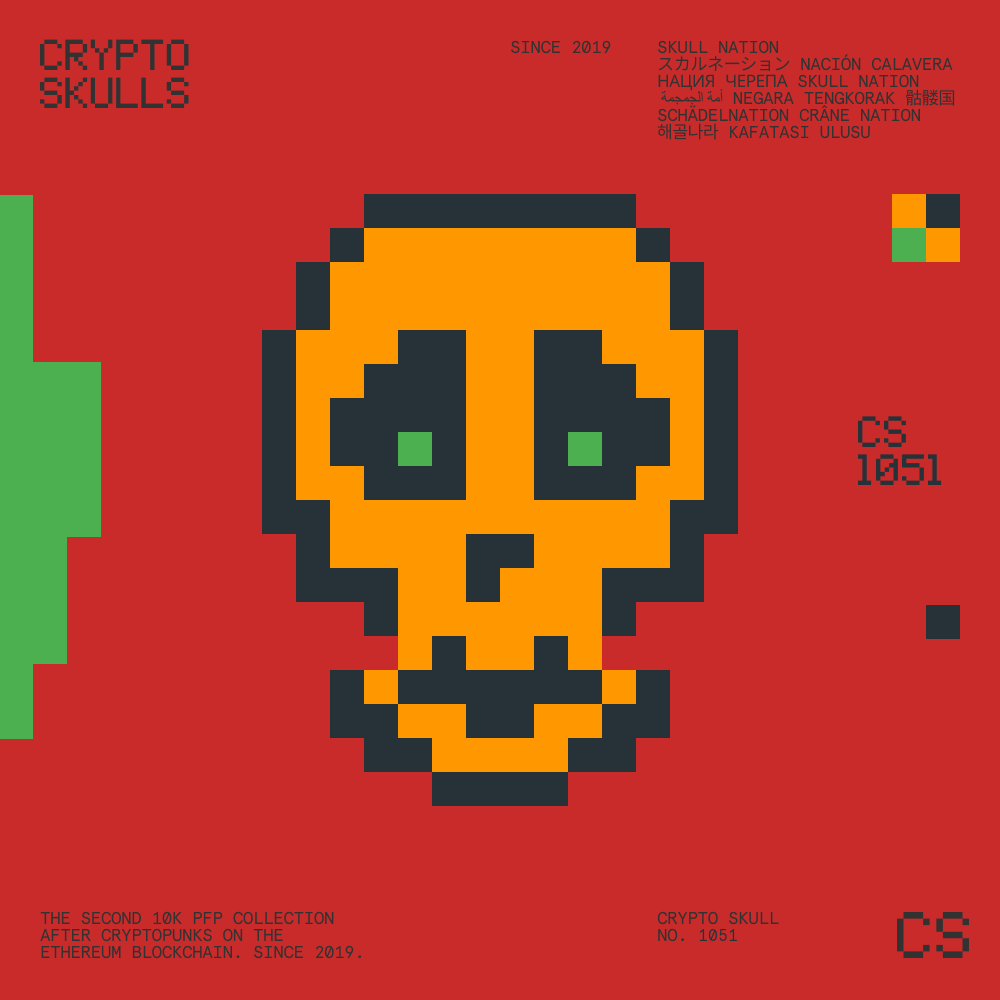 CRYPTO
SKULLS
SINCE 2019
SKULL NATION
スカルネーション NACIÓN CALAVERA
НАЦИЯ ЧЕРЕПА SKULL NATION
أمة الجمجمة NEGARA TENGKORAK 骷髅国
SCHÄDELNATION CRÂNE NATION
해골나라 KAFATASI ULUSU
CS
1051
THE SECOND 10K PFP COLLECTION
AFTER CRYPTOPUNKS ON THE
ETHEREUM BLOCKCHAIN. SINCE 2019.
CRYPTO SKULL
NO. 1051
CS